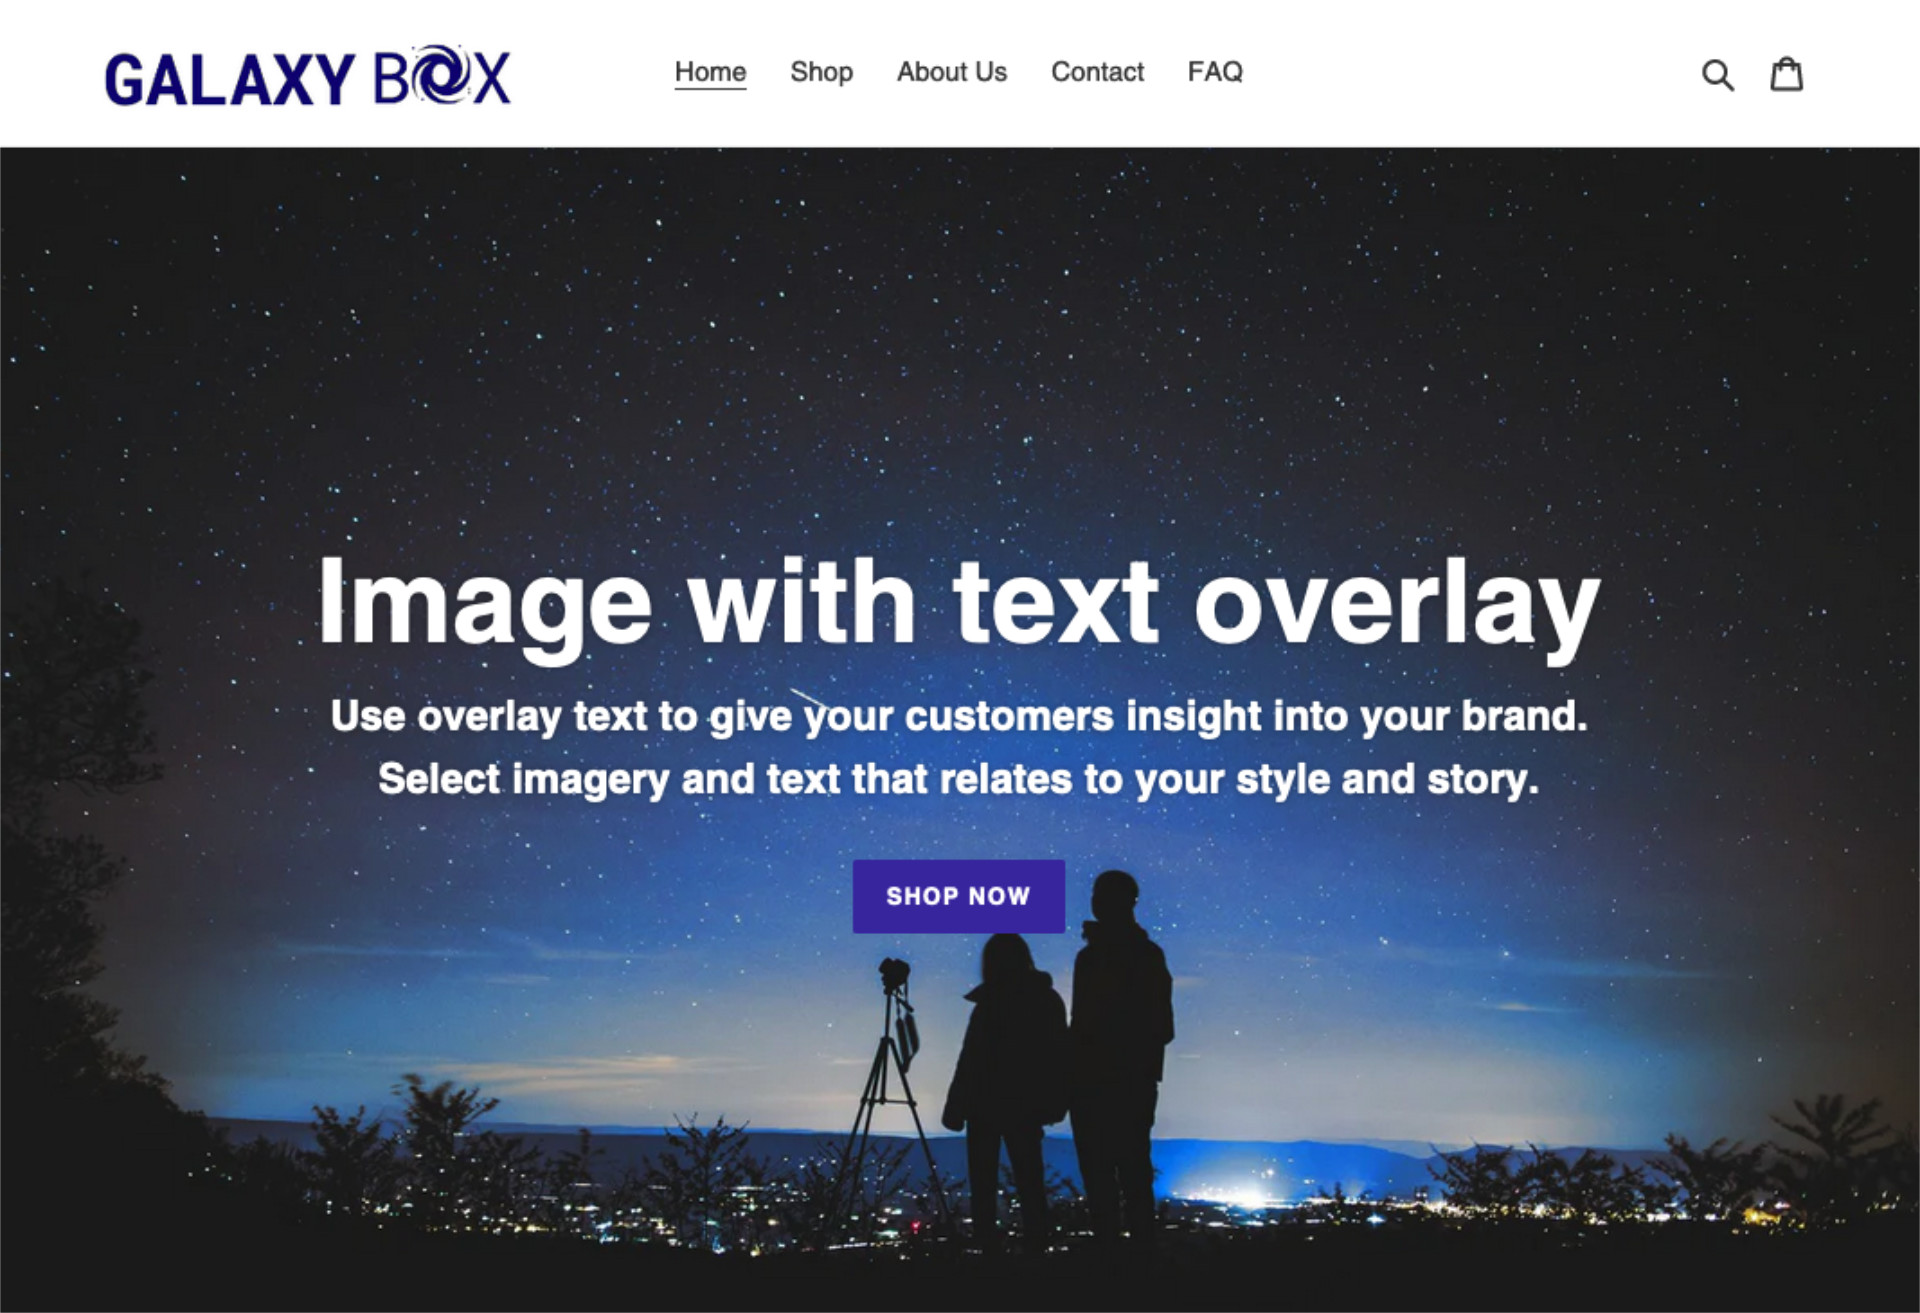 GALAXY BOX
Home Shop About Us Contact FAQ
Image with text overlay
Use overlay text to give your customers insight into your brand.
Select imagery and text that relates to your style and story.
SHOP NOW